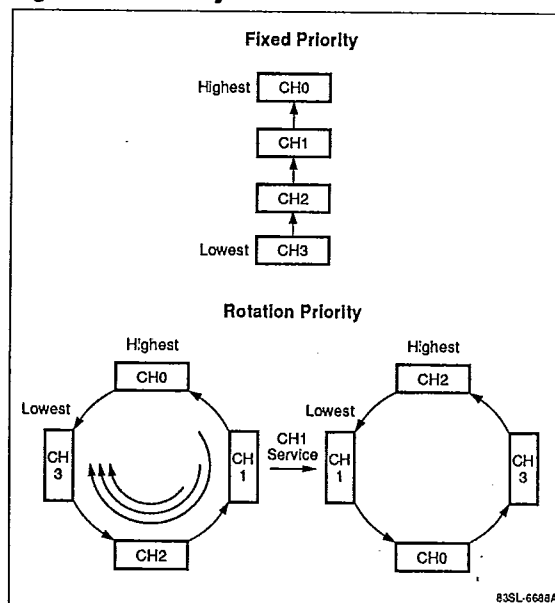 Fixed Priority
Highest
CH0
CH1
CH2
Lowest
CH3
Rotation Priority
Highest
CH0
Lowest
CH
3
CH
1
CH2
CH1
Service
Highest
CH2
Lowest
CH
1
CH
3
CH0
83SL-6688A